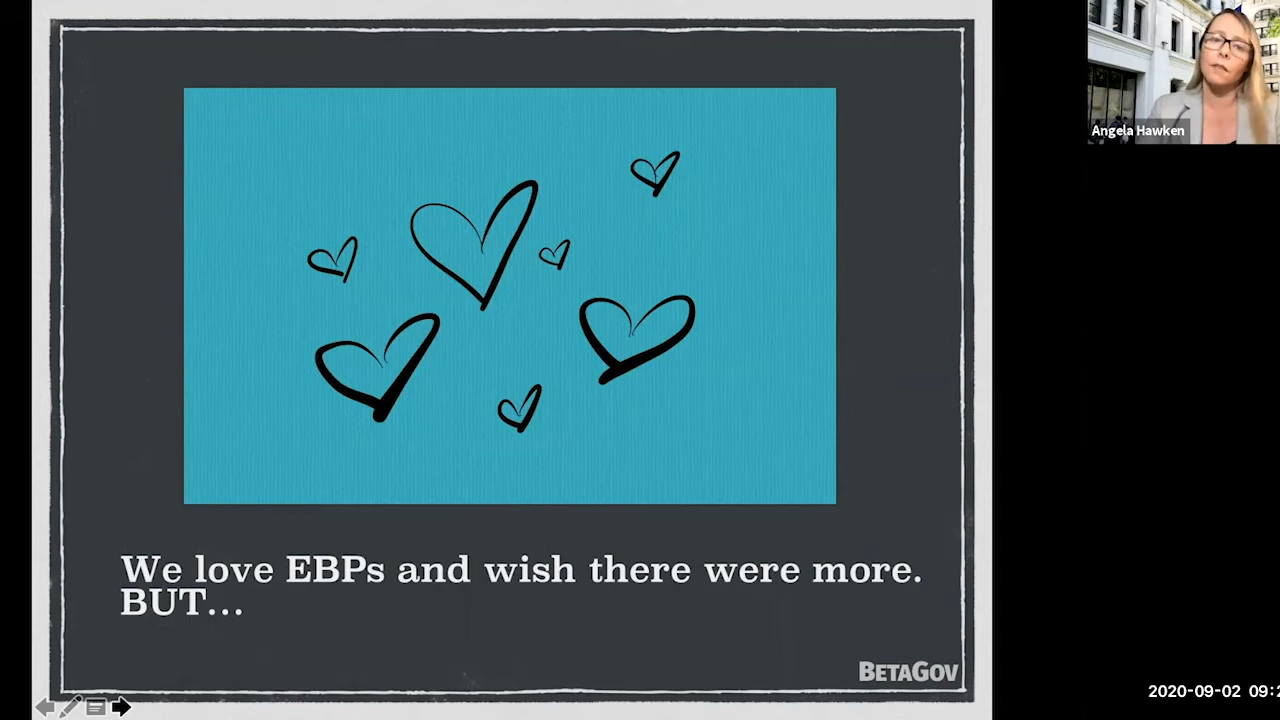 Angela Hawken
We love EBPs and wish there were more.
BUT...
BETAGOV
2020-09-02 09:2